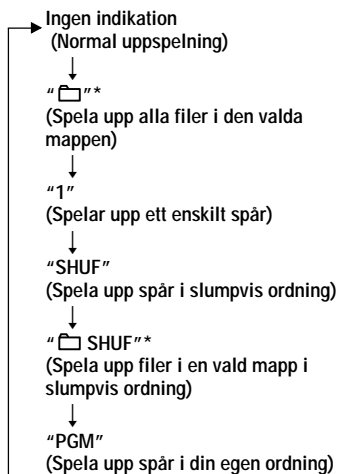 Ingen indikation
(Normal uppspelning)
“ ”*
(Spela upp alla filer i den valda
mappen)
“1”
(Spelar upp ett enskilt spår)
“SHUF”
(Spela upp spår i slumpvis ordning)
“ SHUF”*
(Spela upp filer i en vald mapp i
slumpvis ordning)
“PGM”
(Spela upp spår i din egen ordning)